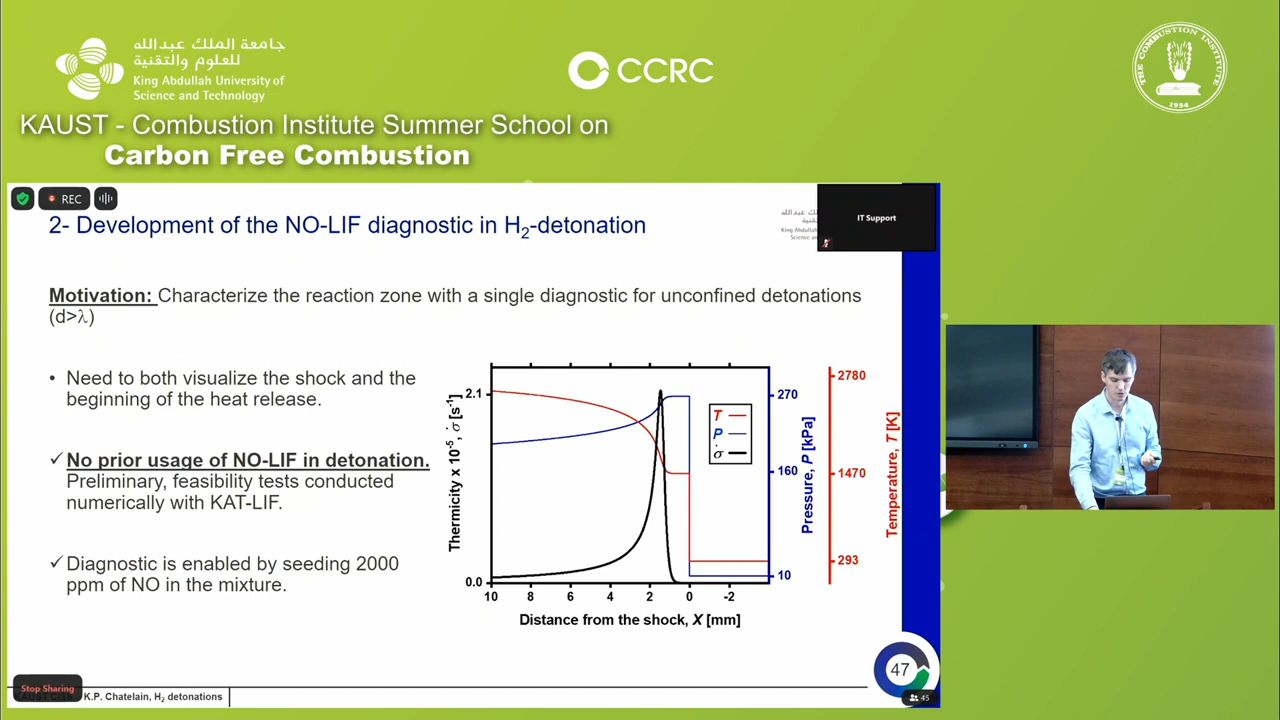 جامعة الملك عبدالله
للعلوم والتقنية
King Abdullah University of
Science and Technology
CCRC
THE COMBUSTION INSTITUTE
1954
KAUST - Combustion Institute Summer School on
Carbon Free Combustion
REC
IT Support
2- Development of the NO-LIF diagnostic in H2-detonation
Motivation: Characterize the reaction zone with a single diagnostic for unconfined detonations
(d>λ)
• Need to both visualize the shock and the
beginning of the heat release.
✓ No prior usage of NO-LIF in detonation.
Preliminary, feasibility tests conducted
numerically with KAT-LIF.
✓ Diagnostic is enabled by seeding 2000
ppm of NO in the mixture.
Thermicity x 10-5, σ̇ [s-1]
2.1
0.0
10 8 6 4 2 0 -2
Distance from the shock, X [mm]
T
P
σ̇
270
160
10
Pressure, P [kPa]
2780
1470
293
Temperature, T [K]
47
45
Stop Sharing
K.P. Chatelain, H2 detonations